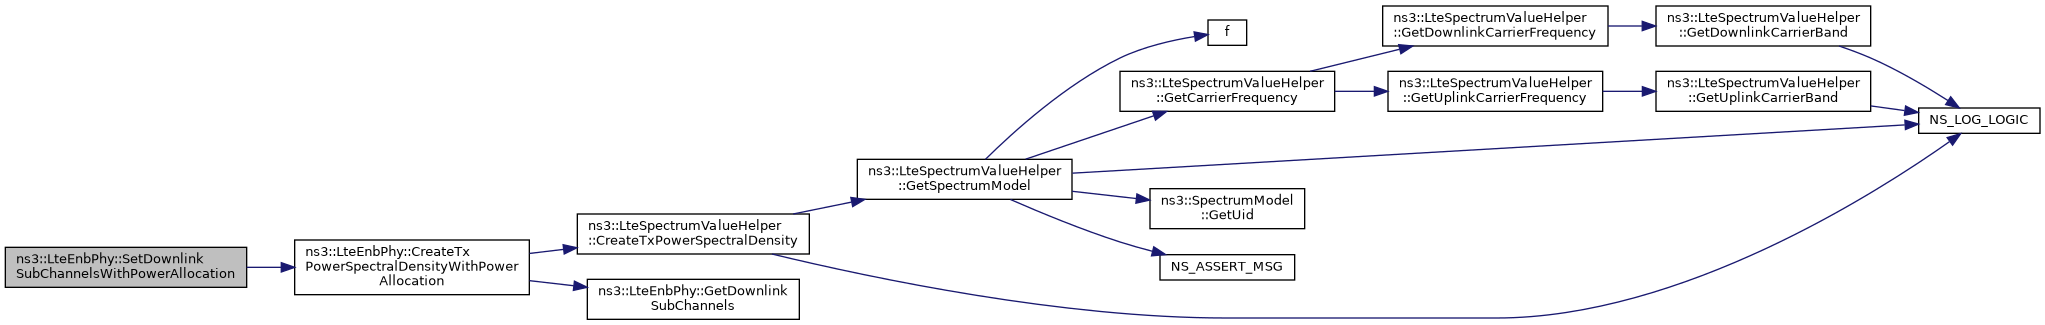 ns3::LteEnbPhy::SetDownlink
SubChannelsWithPowerAllocation
ns3::LteEnbPhy::CreateTx
PowerSpectralDensityWithPower
Allocation
ns3::LteSpectrumValueHelper
::CreateTxPowerSpectralDensity
ns3::LteEnbPhy::GetDownlink
SubChannels
ns3::LteSpectrumValueHelper
::GetSpectrumModel
f
ns3::LteSpectrumValueHelper
::GetCarrierFrequency
ns3::SpectrumModel
::GetUid
NS_ASSERT_MSG
ns3::LteSpectrumValueHelper
::GetDownlinkCarrierFrequency
ns3::LteSpectrumValueHelper
::GetUplinkCarrierFrequency
ns3::LteSpectrumValueHelper
::GetDownlinkCarrierBand
ns3::LteSpectrumValueHelper
::GetUplinkCarrierBand
NS_LOG_LOGIC